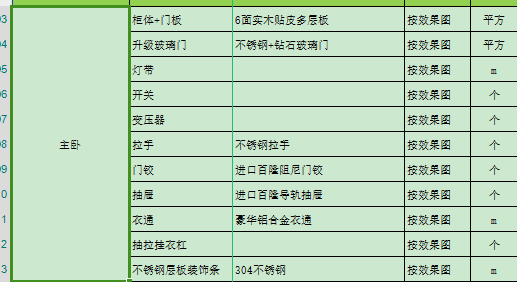 03 柜体+门板 6面实木贴皮多层板 按效果图 平方
04 升级玻璃门 不锈钢+钻石玻璃门 按效果图 平方
05 灯带 按效果图 m
06 开关 按效果图 个
07 变压器 按效果图 个
08 主卧 拉手 不锈钢拉手 按效果图 个
09 门铰 进口百隆阻尼门铰 按效果图 个
0 抽屉 进口百隆导轨抽屉 按效果图 个
1 衣通 豪华铝合金衣通 按效果图 m
2 抽拉挂衣杠 按效果图 个
3 不锈钢层板装饰条 304不锈钢 按效果图 m